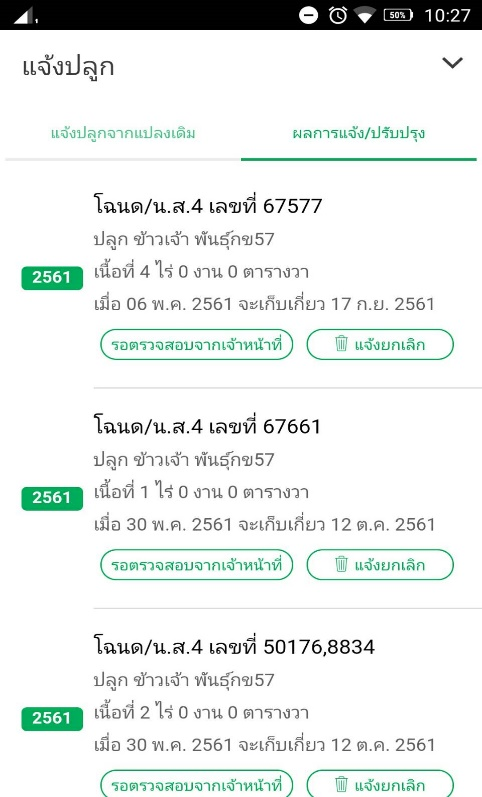 50% 10:27
แจ้งปลูก
แจ้งปลูกจากแปลงเดิม ผลการแจ้ง/ปรับปรุง
โฉนด/น.ส.4 เลขที่ 67577
ปลูก ข้าวเจ้า พันธุ์กข57
2561
เนื้อที่ 4 ไร่ 0 งาน 0 ตารางวา
เมื่อ 06 พ.ค. 2561 จะเก็บเกี่ยว 17 ก.ย. 2561
รอตรวจสอบจากเจ้าหน้าที่ แจ้งยกเลิก
โฉนด/น.ส.4 เลขที่ 67661
ปลูก ข้าวเจ้า พันธุ์กข57
2561
เนื้อที่ 1 ไร่ 0 งาน 0 ตารางวา
เมื่อ 30 พ.ค. 2561 จะเก็บเกี่ยว 12 ต.ค. 2561
รอตรวจสอบจากเจ้าหน้าที่ แจ้งยกเลิก
โฉนด/น.ส.4 เลขที่ 50176,8834
ปลูก ข้าวเจ้า พันธุ์กข57
2561
เนื้อที่ 2 ไร่ 0 งาน 0 ตารางวา
เมื่อ 30 พ.ค. 2561 จะเก็บเกี่ยว 12 ต.ค. 2561
รอตรวจสอบจากเจ้าหน้าที่ แจ้งยกเลิก